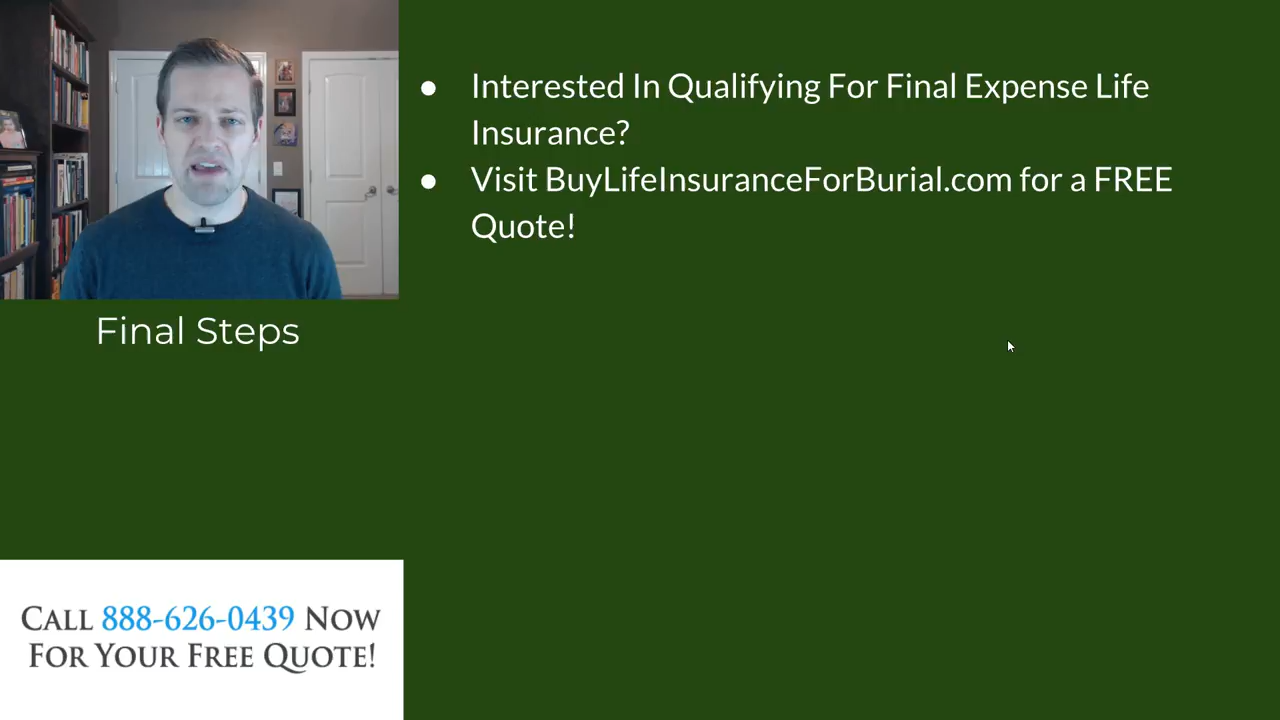 Interested In Qualifying For Final Expense Life
Insurance?
Visit BuyLifeInsuranceForBurial.com for a FREE
Quote!
Final Steps
CALL 888-626-0439 NOW
FOR YOUR FREE QUOTE!